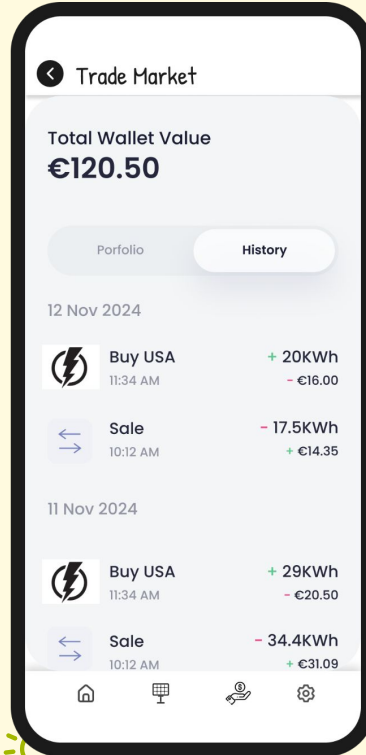 Trade Market
Total Wallet Value
€120.50
Porfolio History
12 Nov 2024
Buy USA + 20KWh
11:34 AM - €16.00
Sale - 17.5KWh
10:12 AM + €14.35
11 Nov 2024
Buy USA + 29KWh
11:34 AM - €20.50
Sale - 34.4KWh
10:12 AM + €31.09